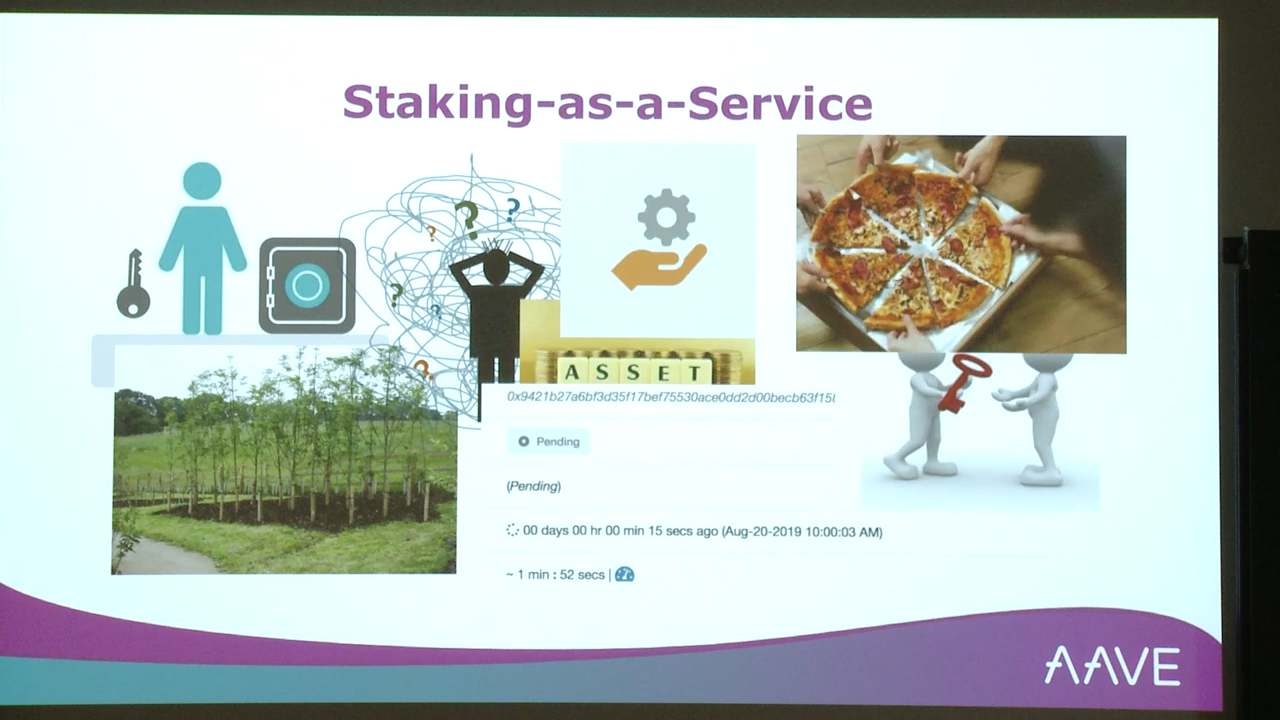 Staking-as-a-Service
ASSET
0x9421b27a6bf3d35f17bef75530ace0dd2d00becb63f15
Pending
(Pending)
00 days 00 hr 00 min 15 secs ago (Aug-20-2019 10:00:03 AM)
~ 1 min : 52 secs |
AAVE